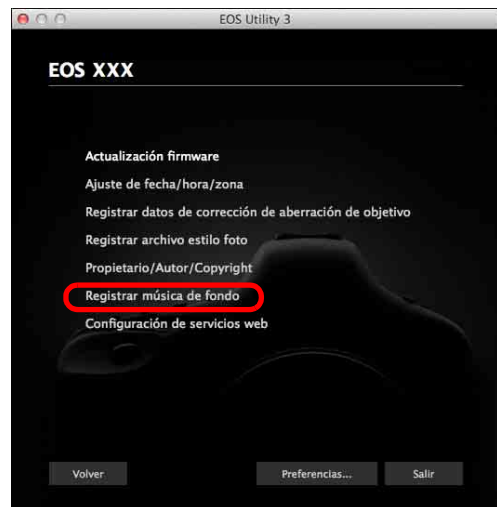 EOS Utility 3
EOS XXX
Actualización firmware
Ajuste de fecha/hora/zona
Registrar datos de corrección de aberración de objetivo
Registrar archivo estilo foto
Propietario/Autor/Copyright
Registrar música de fondo
Configuración de servicios web
Volver Preferencias... Salir